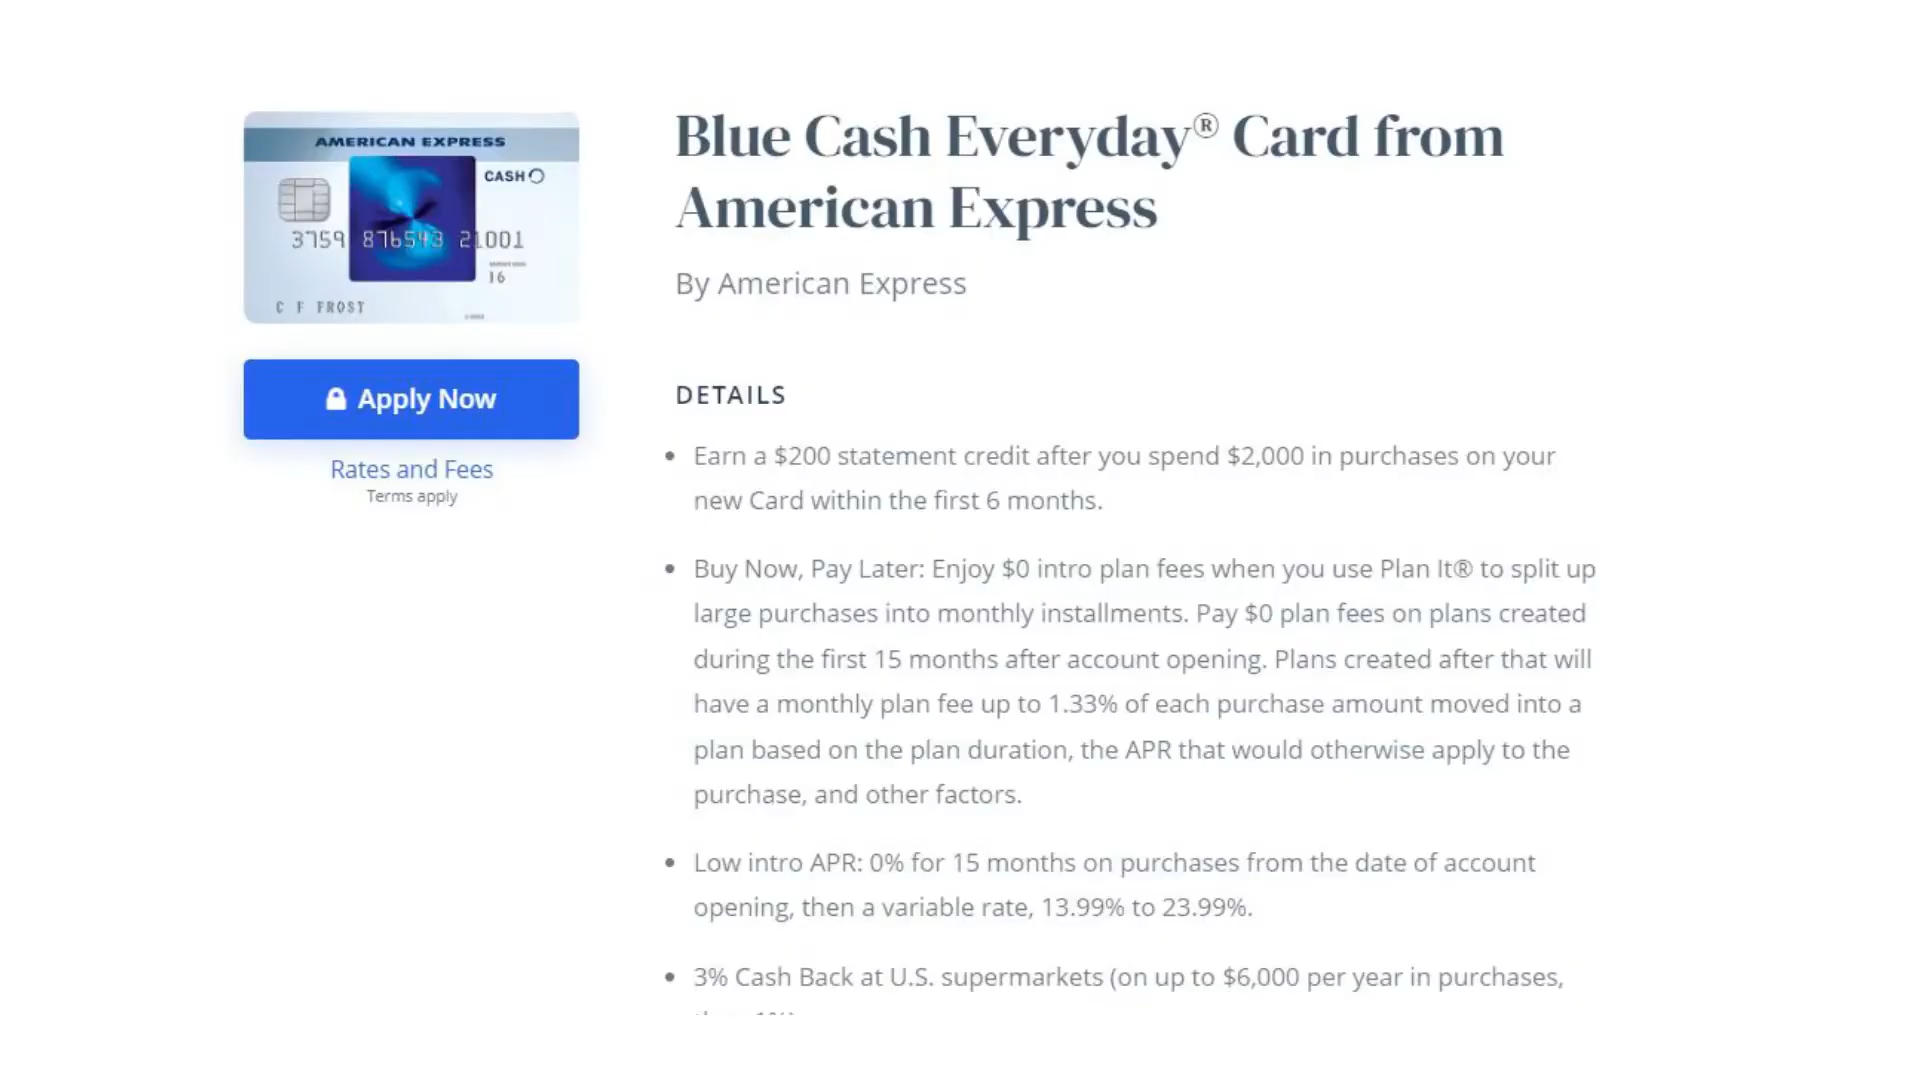 AMERICAN EXPRESS
CASH
3759 876543 21001
16
C F FROST
Apply Now
Rates and Fees
Terms apply
Blue Cash Everyday® Card from
American Express
By American Express
DETAILS
• Earn a $200 statement credit after you spend $2,000 in purchases on your
new Card within the first 6 months.
• Buy Now, Pay Later: Enjoy $0 intro plan fees when you use Plan It® to split up
large purchases into monthly installments. Pay $0 plan fees on plans created
during the first 15 months after account opening. Plans created after that will
have a monthly plan fee up to 1.33% of each purchase amount moved into a
plan based on the plan duration, the APR that would otherwise apply to the
purchase, and other factors.
• Low intro APR: 0% for 15 months on purchases from the date of account
opening, then a variable rate, 13.99% to 23.99%.
• 3% Cash Back at U.S. supermarkets (on up to $6,000 per year in purchases,